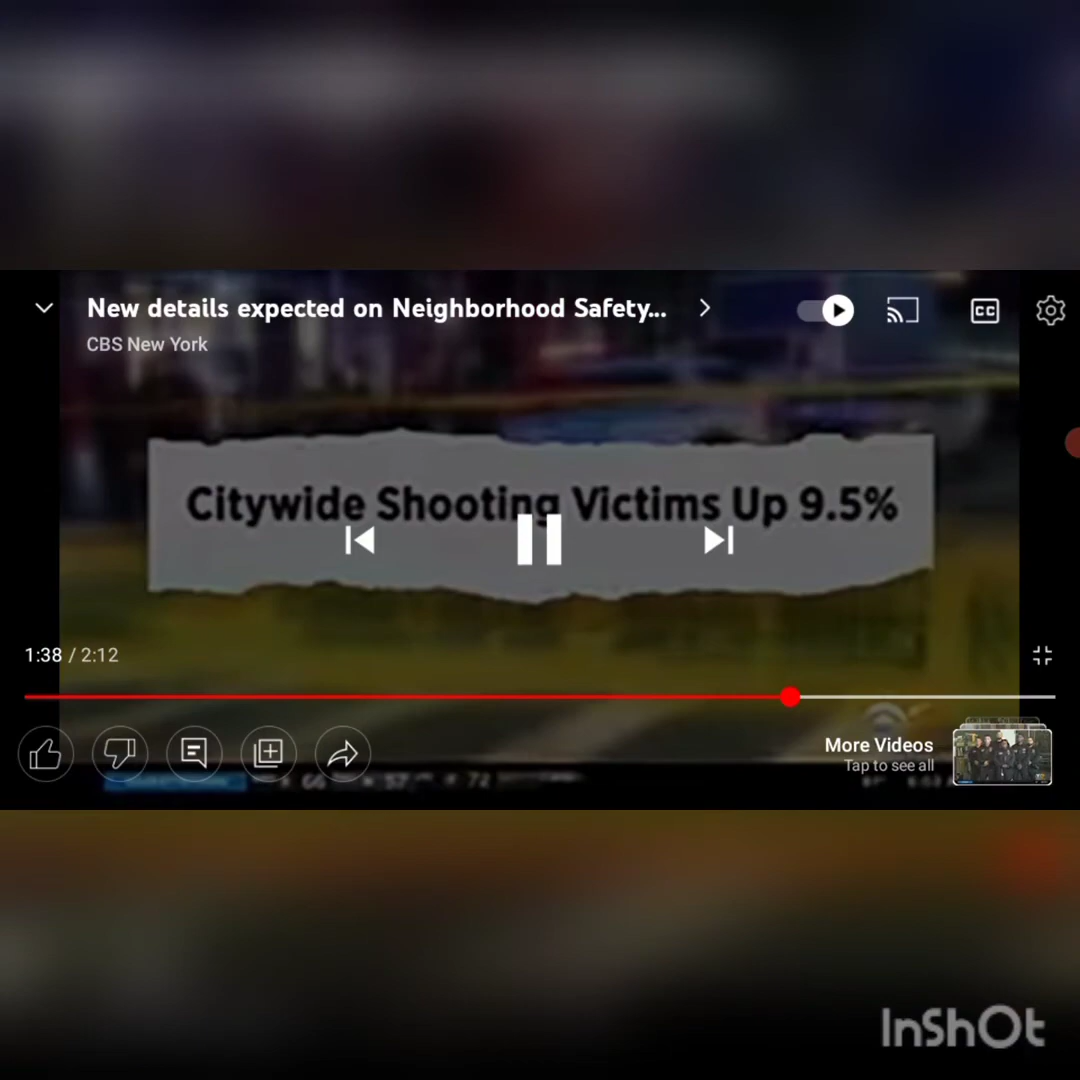 New details expected on Neighborhood Safety...
CBS New York
CC
Citywide Shooting Victims Up 9.5%
1:38 / 2:12
More Videos
Tap to see all
InShOt